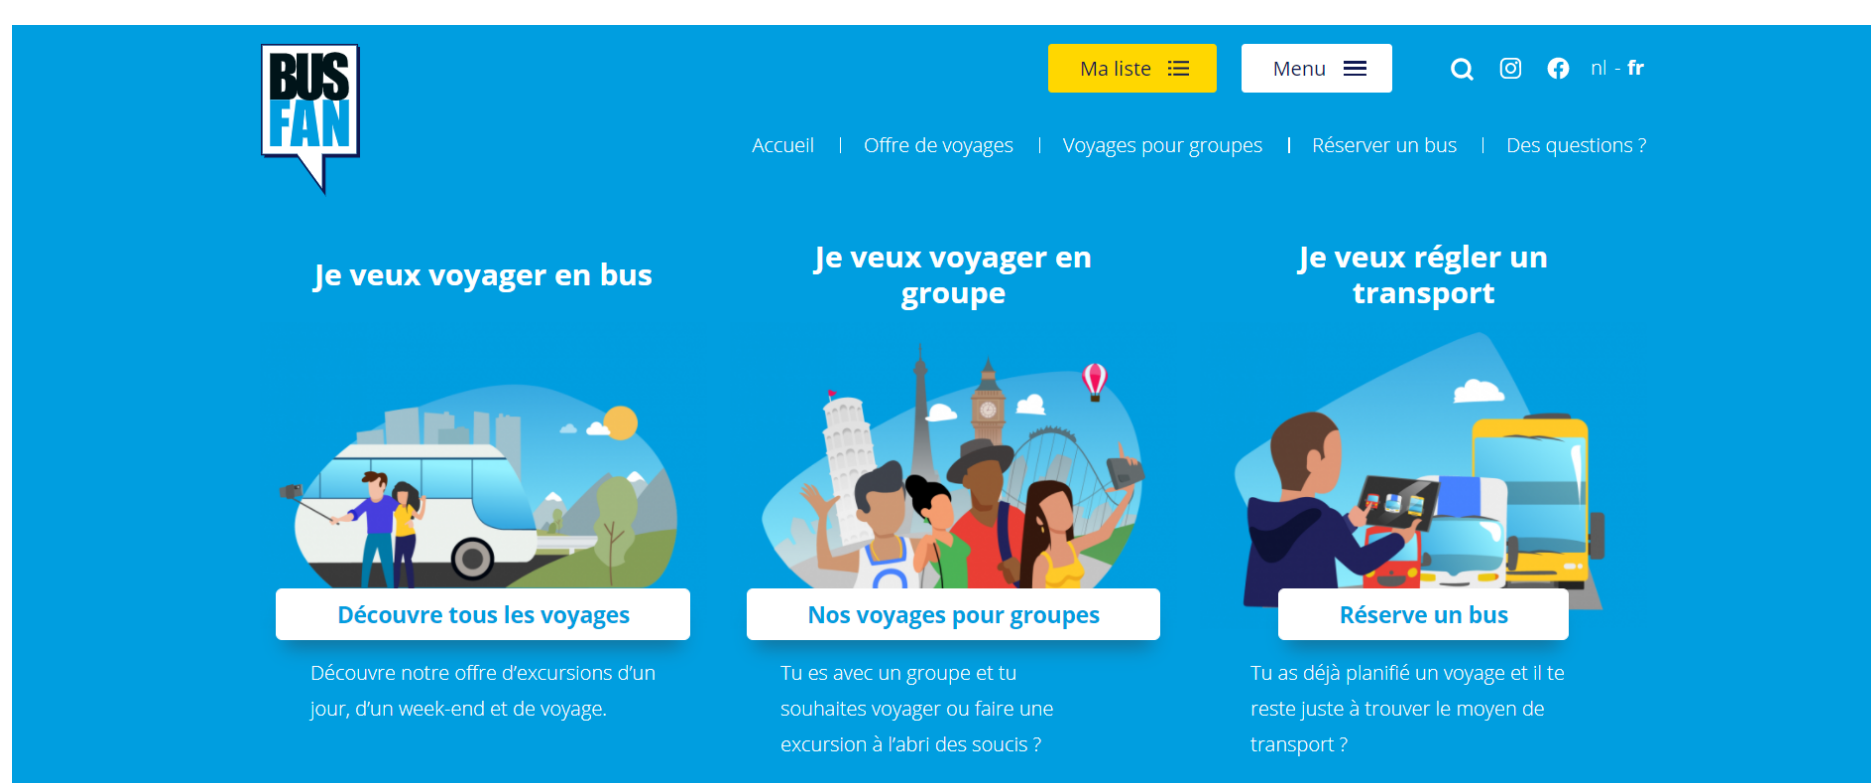 BUS
FAN
Ma liste
Menu
nl - fr
Accueil | Offre de voyages | Voyages pour groupes | Réserver un bus | Des questions ?
Je veux voyager en bus
Découvre tous les voyages
Découvre notre offre d’excursions d’un
jour, d’un week-end et de voyage.
Je veux voyager en
groupe
Nos voyages pour groupes
Tu es avec un groupe et tu
souhaites voyager ou faire une
excursion à l’abri des soucis ?
Je veux régler un
transport
Réserve un bus
Tu as déjà planifié un voyage et il te
reste juste à trouver le moyen de
transport ?